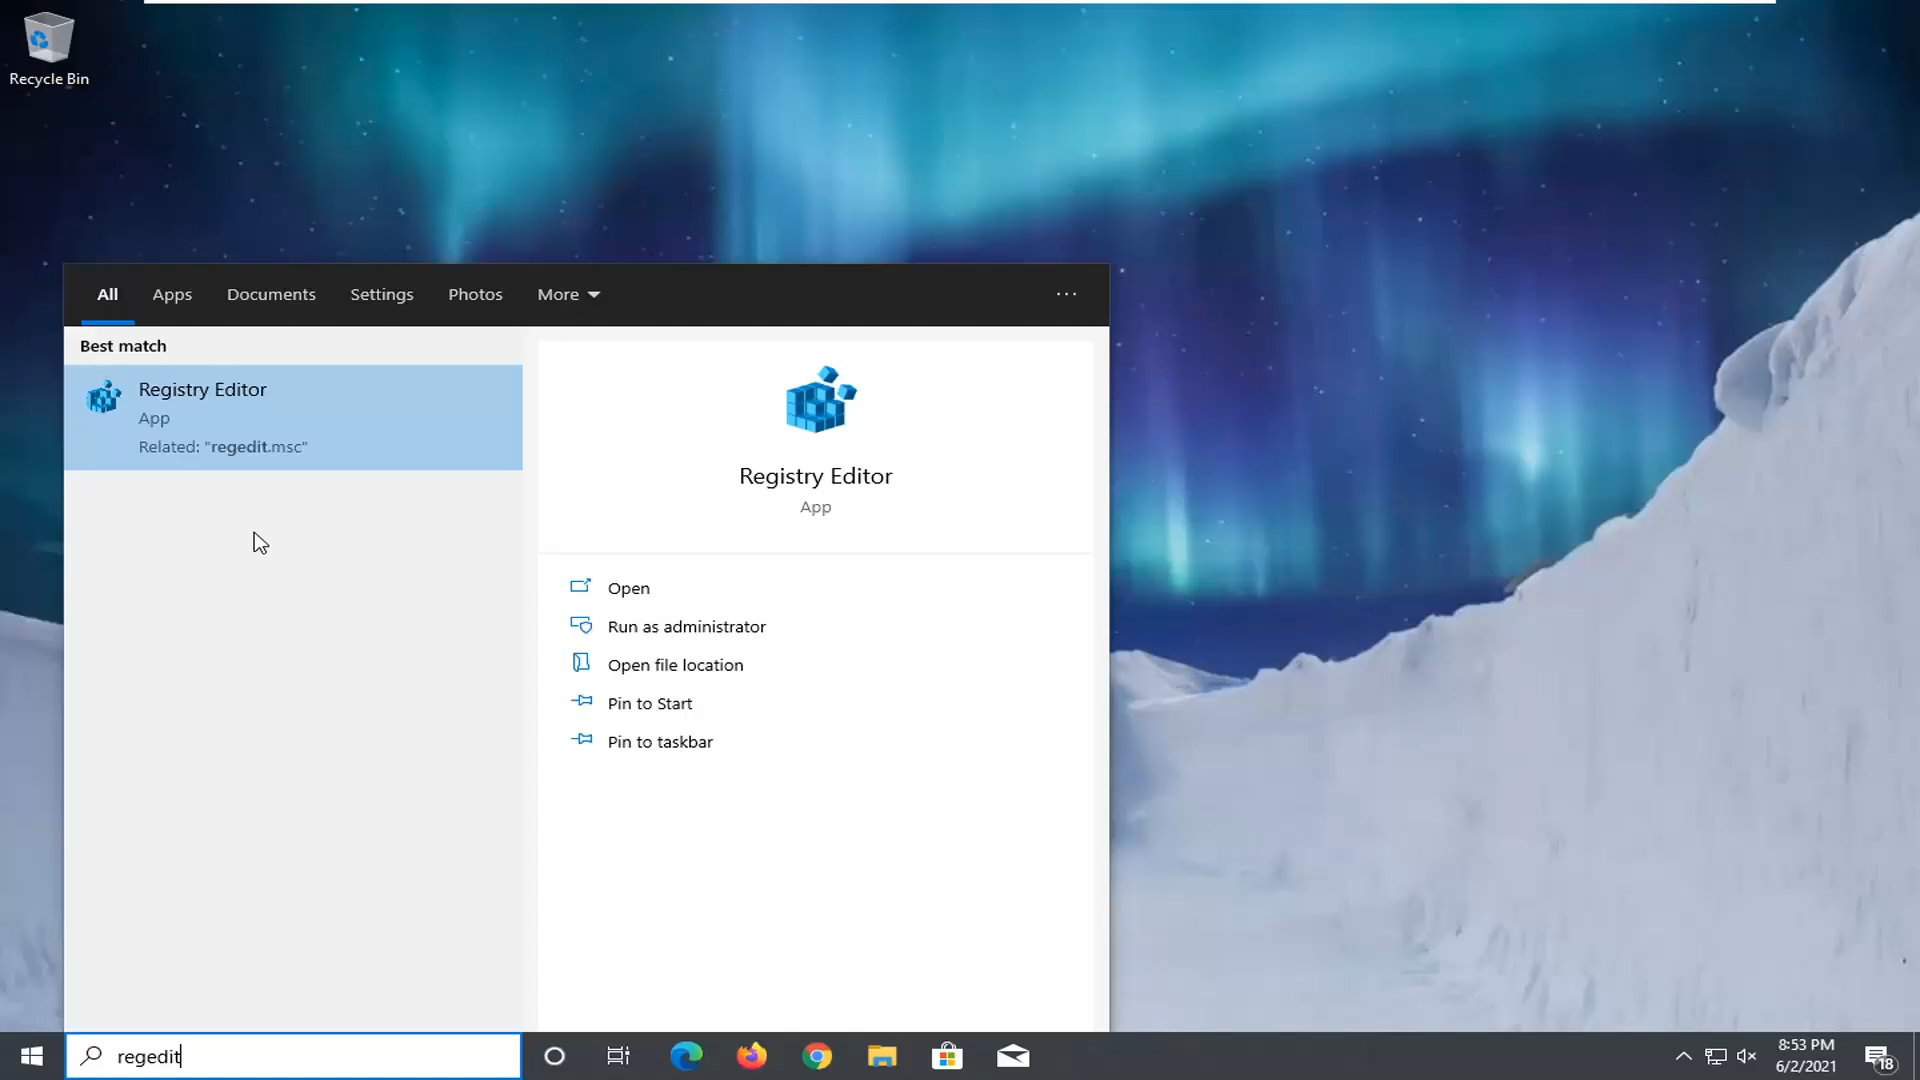 Recycle Bin
All Apps Documents Settings Photos More ...
Best match
Registry Editor
App
Related: "regedit.msc"
Registry Editor
App
Open
Run as administrator
Open file location
Pin to Start
Pin to taskbar
regedit
8:53 PM
6/2/2021
18